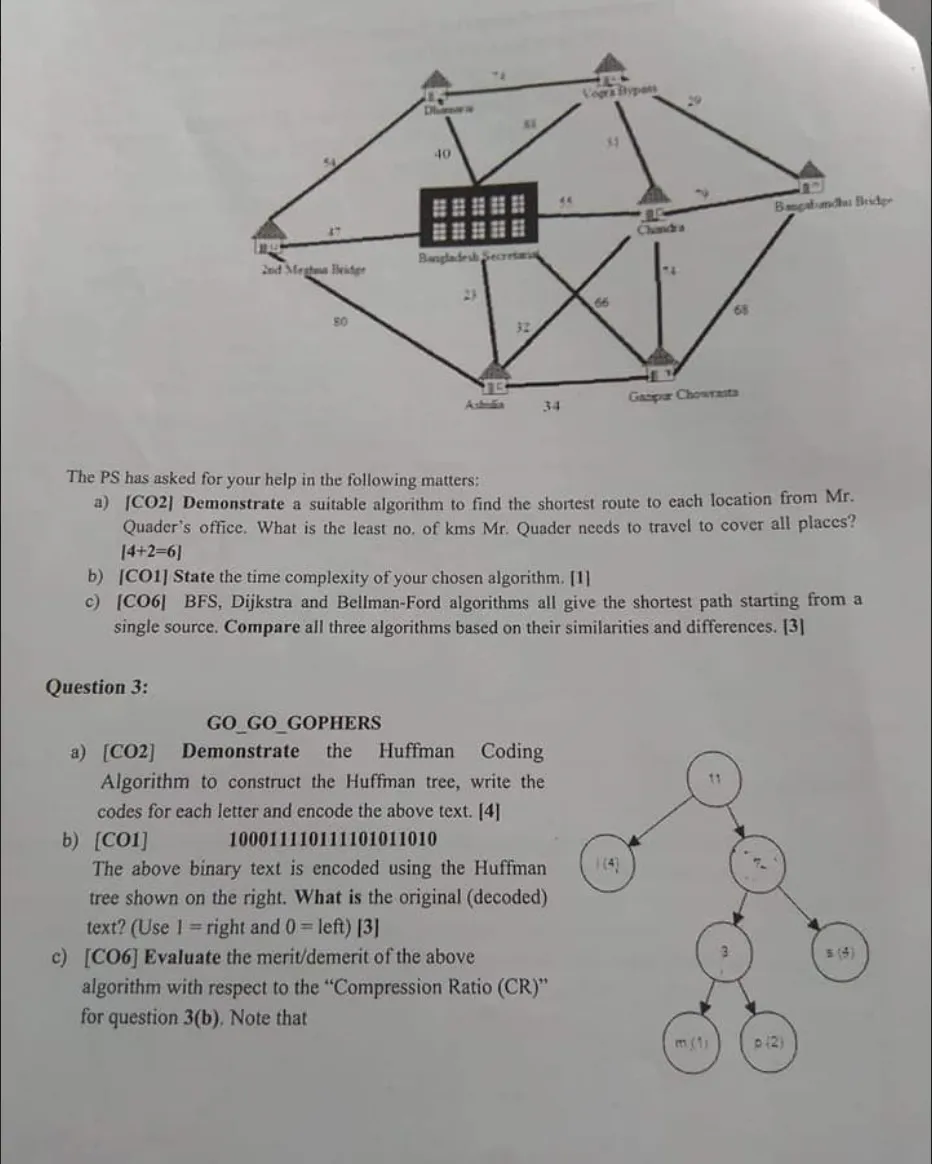 Vogra Bypass
29
40
54
47
2nd Meghna Bridge
Bangladesh Secretariat
Chandra
Bangabandhu Bridge
80
23
32
66
74
68
Ashulia
34
Gazipur Chowrasta
The PS has asked for your help in the following matters:
a) [CO2] Demonstrate a suitable algorithm to find the shortest route to each location from Mr.
Quader's office. What is the least no. of kms Mr. Quader needs to travel to cover all places?
[4+2=6]
b) [CO1] State the time complexity of your chosen algorithm. [1]
c) [CO6] BFS, Dijkstra and Bellman-Ford algorithms all give the shortest path starting from a
single source. Compare all three algorithms based on their similarities and differences. [3]
Question 3:
GO_GO_GOPHERS
a) [CO2] Demonstrate the Huffman Coding
Algorithm to construct the Huffman tree, write the
codes for each letter and encode the above text. [4]
b) [CO1] 100011110111101011010
The above binary text is encoded using the Huffman
tree shown on the right. What is the original (decoded)
text? (Use 1 = right and 0 = left) [3]
c) [CO6] Evaluate the merit/demerit of the above
algorithm with respect to the "Compression Ratio (CR)"
for question 3(b). Note that
11
i (4)
7
3
s (4)
m (1)
p (2)